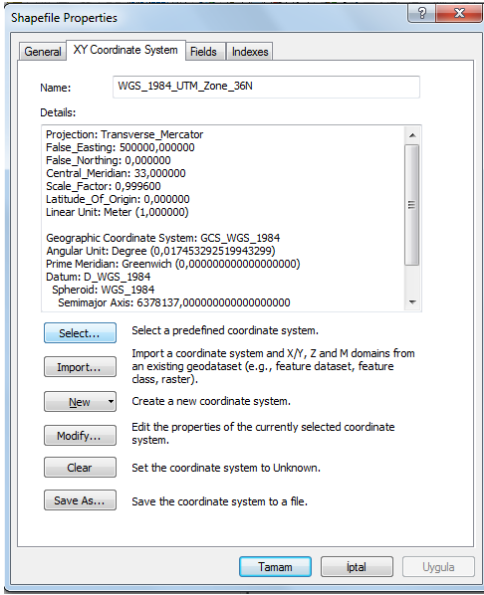 Shapefile Properties
General XY Coordinate System Fields Indexes
Name: WGS_1984_UTM_Zone_36N
Details:
Projection: Transverse_Mercator
False_Easting: 500000,000000
False_Northing: 0,000000
Central_Meridian: 33,000000
Scale_Factor: 0,999600
Latitude_Of_Origin: 0,000000
Linear Unit: Meter (1,000000)
Geographic Coordinate System: GCS_WGS_1984
Angular Unit: Degree (0,017453292519943299)
Prime Meridian: Greenwich (0,000000000000000000)
Datum: D_WGS_1984
Spheroid: WGS_1984
Semimajor Axis: 6378137,000000000000000000
Select... Select a predefined coordinate system.
Import... Import a coordinate system and X/Y, Z and M domains from
an existing geodataset (e.g., feature dataset, feature
class, raster).
New Create a new coordinate system.
Modify... Edit the properties of the currently selected coordinate
system.
Clear Set the coordinate system to Unknown.
Save As... Save the coordinate system to a file.
Tamam İptal Uygula